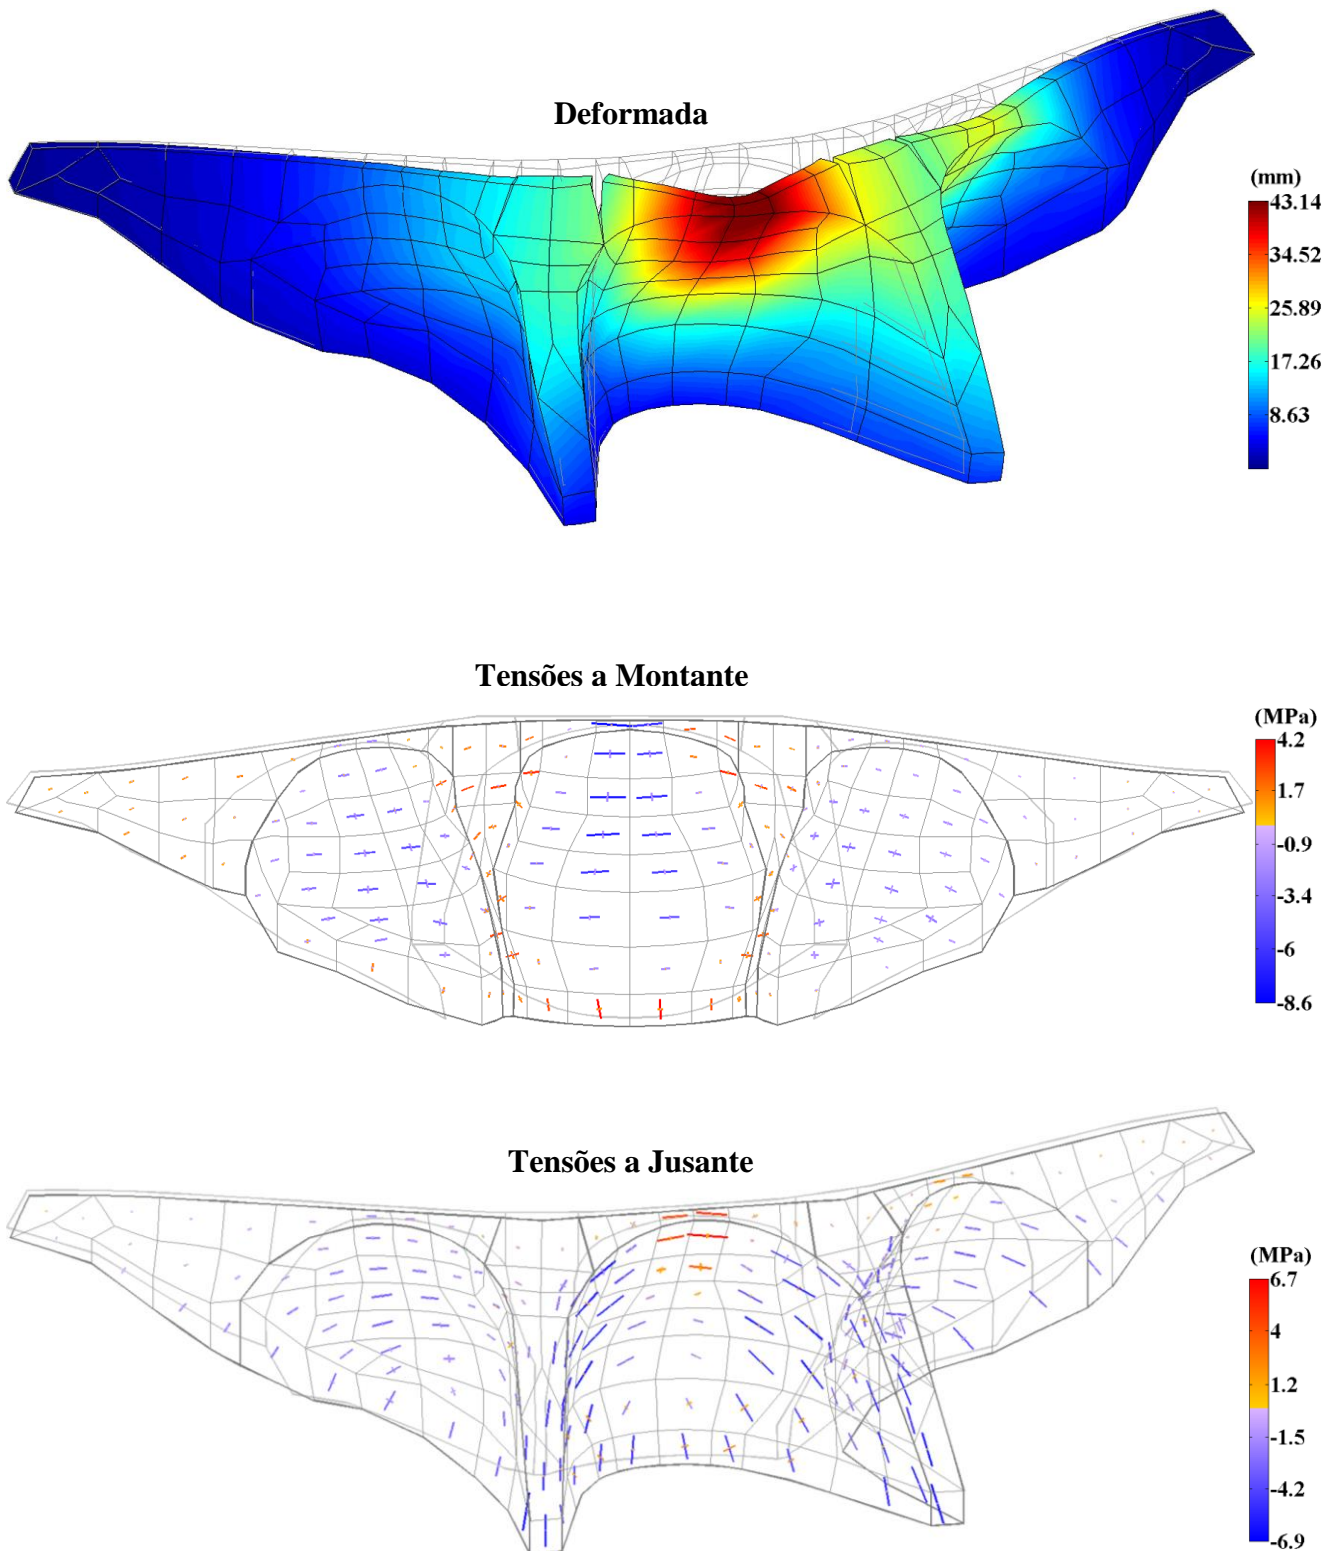 Deformada
(mm)
43.14
34.52
25.89
17.26
8.63
Tensões a Montante
(MPa)
4.2
1.7
-0.9
-3.4
-6
-8.6
Tensões a Jusante
(MPa)
6.7
4
1.2
-1.5
-4.2
-6.9